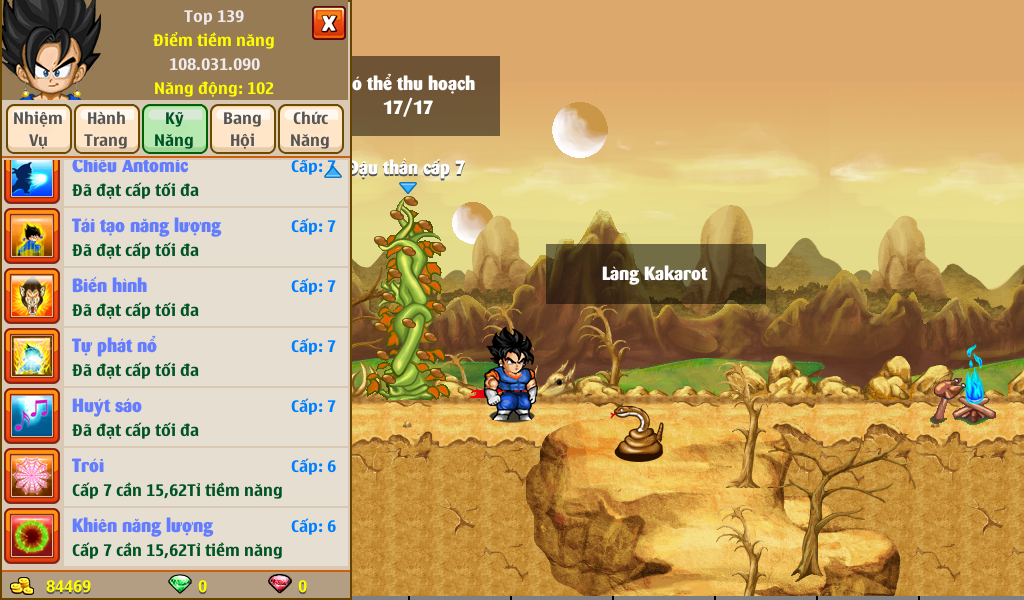 Top 139
Điểm tiềm năng
108.031.090
Năng động: 102
X
Nhiệm Vụ
Hành Trang
Kỹ Năng
Bang Hội
Chức Năng
Chiêu Antomic Cấp: 7
Đã đạt cấp tối đa
Tái tạo năng lượng Cấp: 7
Đã đạt cấp tối đa
Biến hình Cấp: 7
Đã đạt cấp tối đa
Tự phát nổ Cấp: 7
Đã đạt cấp tối đa
Huýt sáo Cấp: 7
Đã đạt cấp tối đa
Trói Cấp: 6
Cấp 7 cần 15,62Tỉ tiềm năng
Khiên năng lượng Cấp: 6
Cấp 7 cần 15,62Tỉ tiềm năng
84469 0 0
ó thể thu hoạch
17/17
Đậu thần cấp 7
Làng Kakarot